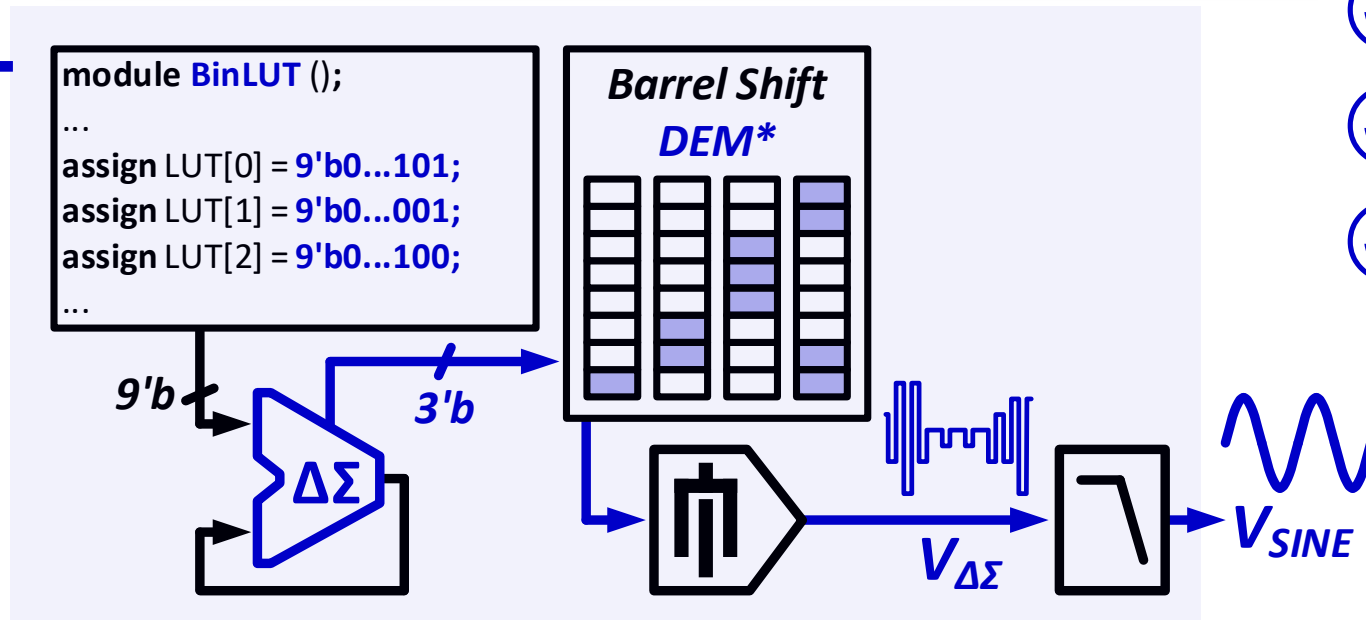 module BinLUT ();
...
assign LUT[0] = 9'b0...101;
assign LUT[1] = 9'b0...001;
assign LUT[2] = 9'b0...100;
...
Barrel Shift
DEM*
9'b
3'b
ΔΣ
VΔΣ
VSINE